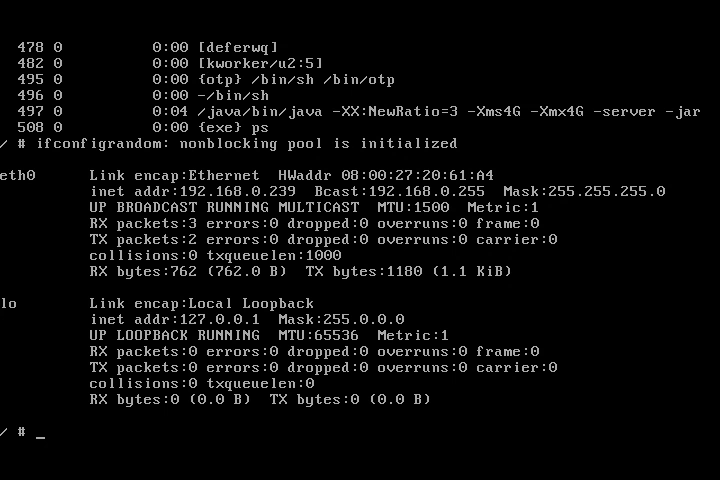 478 0 0:00 [deferwq]
482 0 0:00 [kworker/u2:5]
495 0 0:00 {otp} /bin/sh /bin/otp
496 0 0:00 -/bin/sh
497 0 0:04 /java/bin/java -XX:NewRatio=3 -Xms4G -Xmx4G -server -jar
508 0 0:00 {exe} ps
/ # ifconfigrandom: nonblocking pool is initialized
eth0 Link encap:Ethernet HWaddr 08:00:27:20:61:A4
inet addr:192.168.0.239 Bcast:192.168.0.255 Mask:255.255.255.0
UP BROADCAST RUNNING MULTICAST MTU:1500 Metric:1
RX packets:3 errors:0 dropped:0 overruns:0 frame:0
TX packets:2 errors:0 dropped:0 overruns:0 carrier:0
collisions:0 txqueuelen:1000
RX bytes:762 (762.0 B) TX bytes:1180 (1.1 KiB)
lo Link encap:Local Loopback
inet addr:127.0.0.1 Mask:255.0.0.0
UP LOOPBACK RUNNING MTU:65536 Metric:1
RX packets:0 errors:0 dropped:0 overruns:0 frame:0
TX packets:0 errors:0 dropped:0 overruns:0 carrier:0
collisions:0 txqueuelen:0
RX bytes:0 (0.0 B) TX bytes:0 (0.0 B)
/ # _